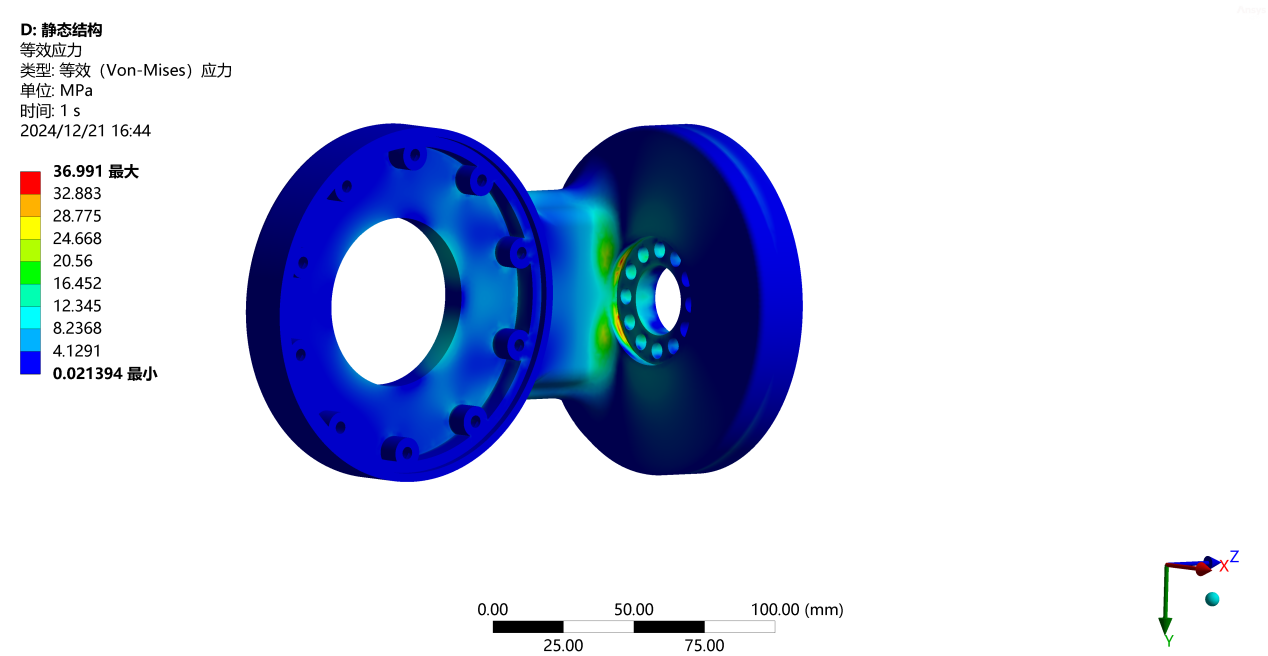 D: 静态结构
等效应力
类型: 等效（Von-Mises）应力
单位: MPa
时间: 1 s
2024/12/21 16:44
36.991 最大
32.883
28.775
24.668
20.56
16.452
12.345
8.2368
4.1291
0.021394 最小
0.00 50.00 100.00 (mm)
25.00 75.00
Z
X
Y